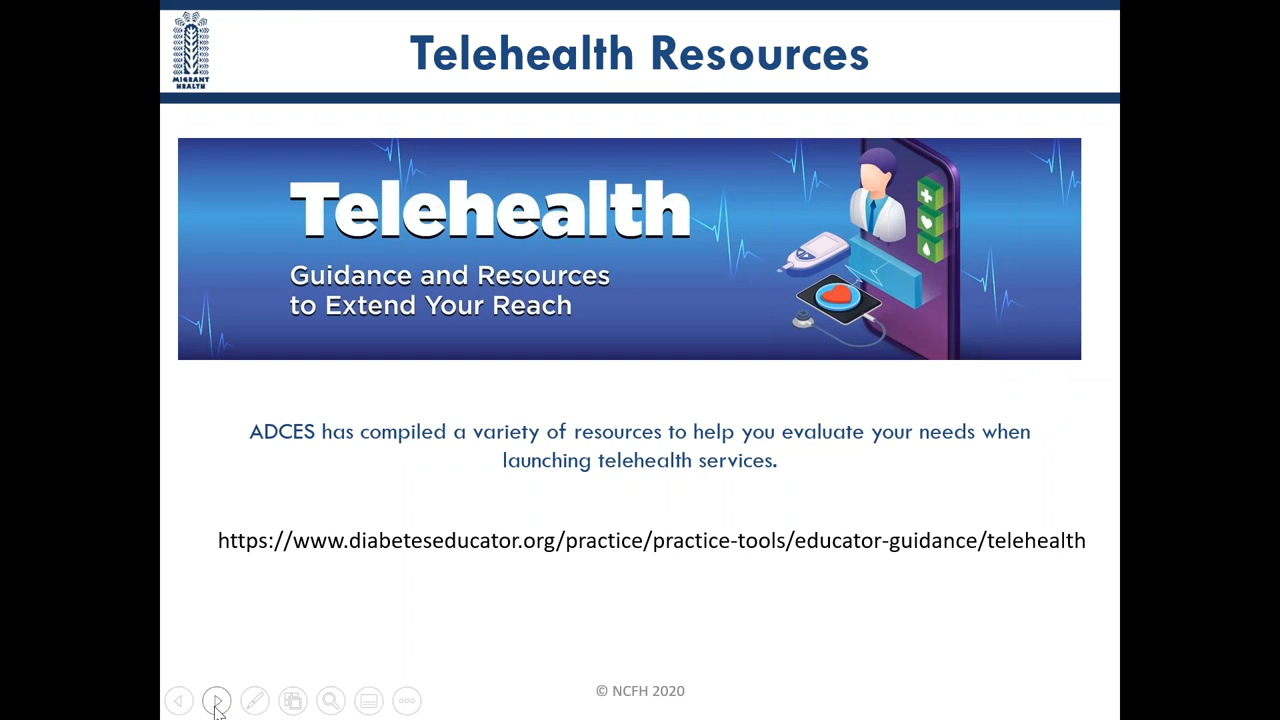 MIGRANT
HEALTH
Telehealth Resources
Telehealth
Guidance and Resources
to Extend Your Reach
ADCES has compiled a variety of resources to help you evaluate your needs when
launching telehealth services.
https://www.diabeteseducator.org/practice/practice-tools/educator-guidance/telehealth
© NCFH 2020